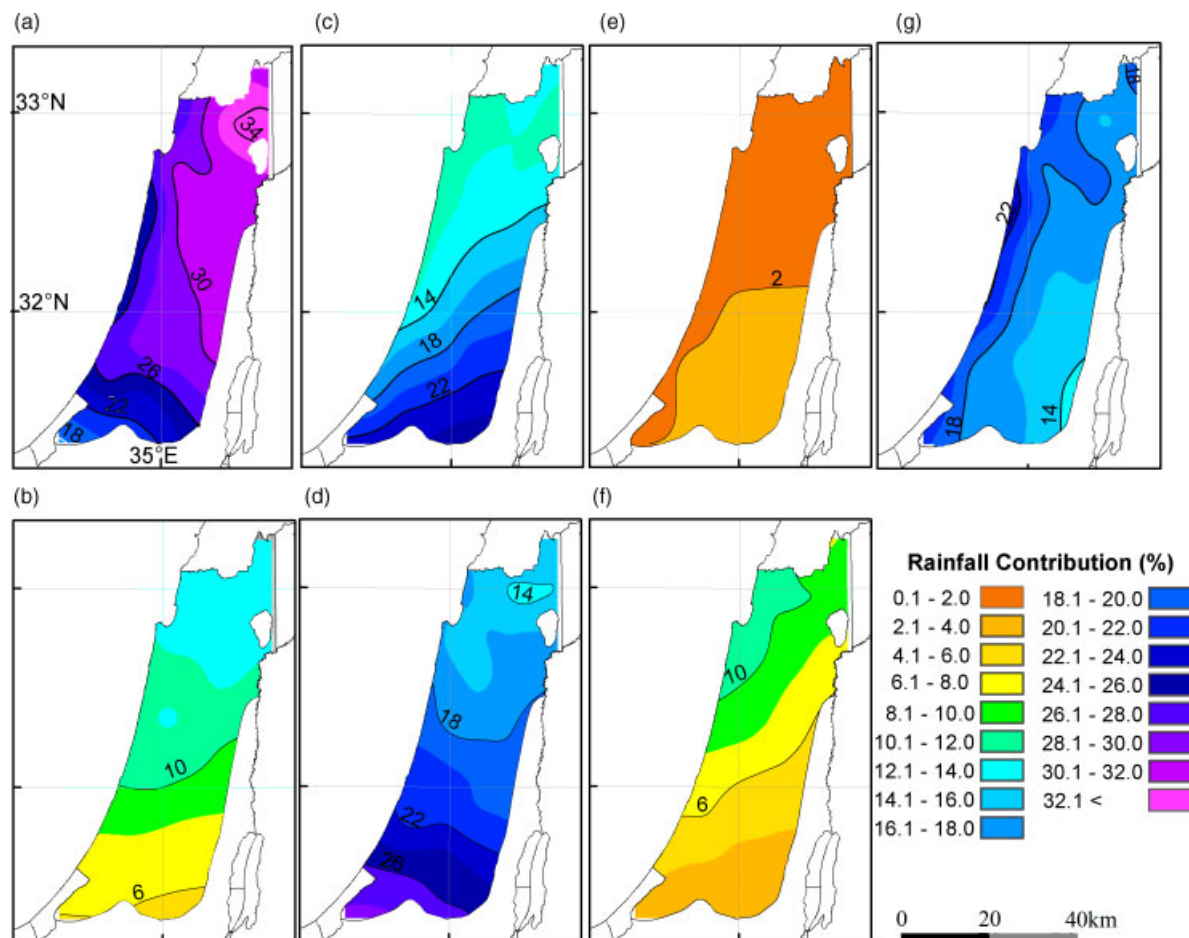 (a)
(c)
(e)
(g)
33°N
34
18
22
30
2
32°N
14
18
26
22
22
18
18
14
35°E
(b)
(d)
(f)
14
10
18
10
6
22
26
6
Rainfall Contribution (%)
0.1 - 2.0 18.1 - 20.0
2.1 - 4.0 20.1 - 22.0
4.1 - 6.0 22.1 - 24.0
6.1 - 8.0 24.1 - 26.0
8.1 - 10.0 26.1 - 28.0
10.1 - 12.0 28.1 - 30.0
12.1 - 14.0 30.1 - 32.0
14.1 - 16.0 32.1 <
16.1 - 18.0
0 20 40km